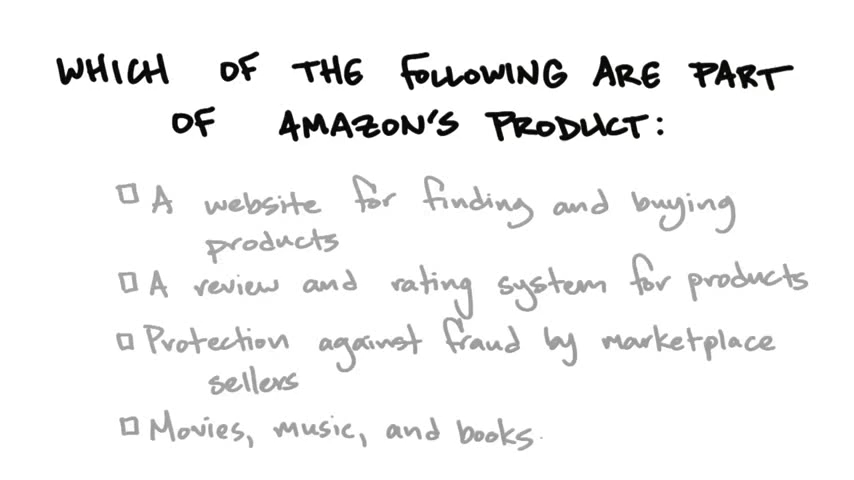 WHICH OF THE FOLLOWING ARE PART
OF AMAZON'S PRODUCT:
A website for finding and buying
products
A review and rating system for products
Protection against fraud by marketplace
sellers
Movies, music, and books.